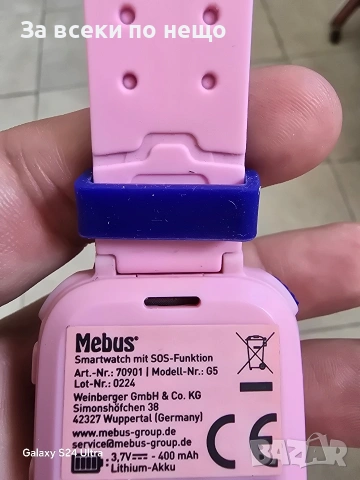 За всеки по нещо
Mebus®
Smartwatch mit SOS-Funktion
Art.-Nr.: 70901 | Modell-Nr.: G5
Lot-Nr.: 0224
Weinberger GmbH & Co. KG
Simonshöfchen 38
42327 Wuppertal (Germany)
www.mebus-group.de
service@mebus-group.de
3,7V⎓ - 400 mAh
Lithium-Akku
CE
Galaxy S24 Ultra
BAZAR